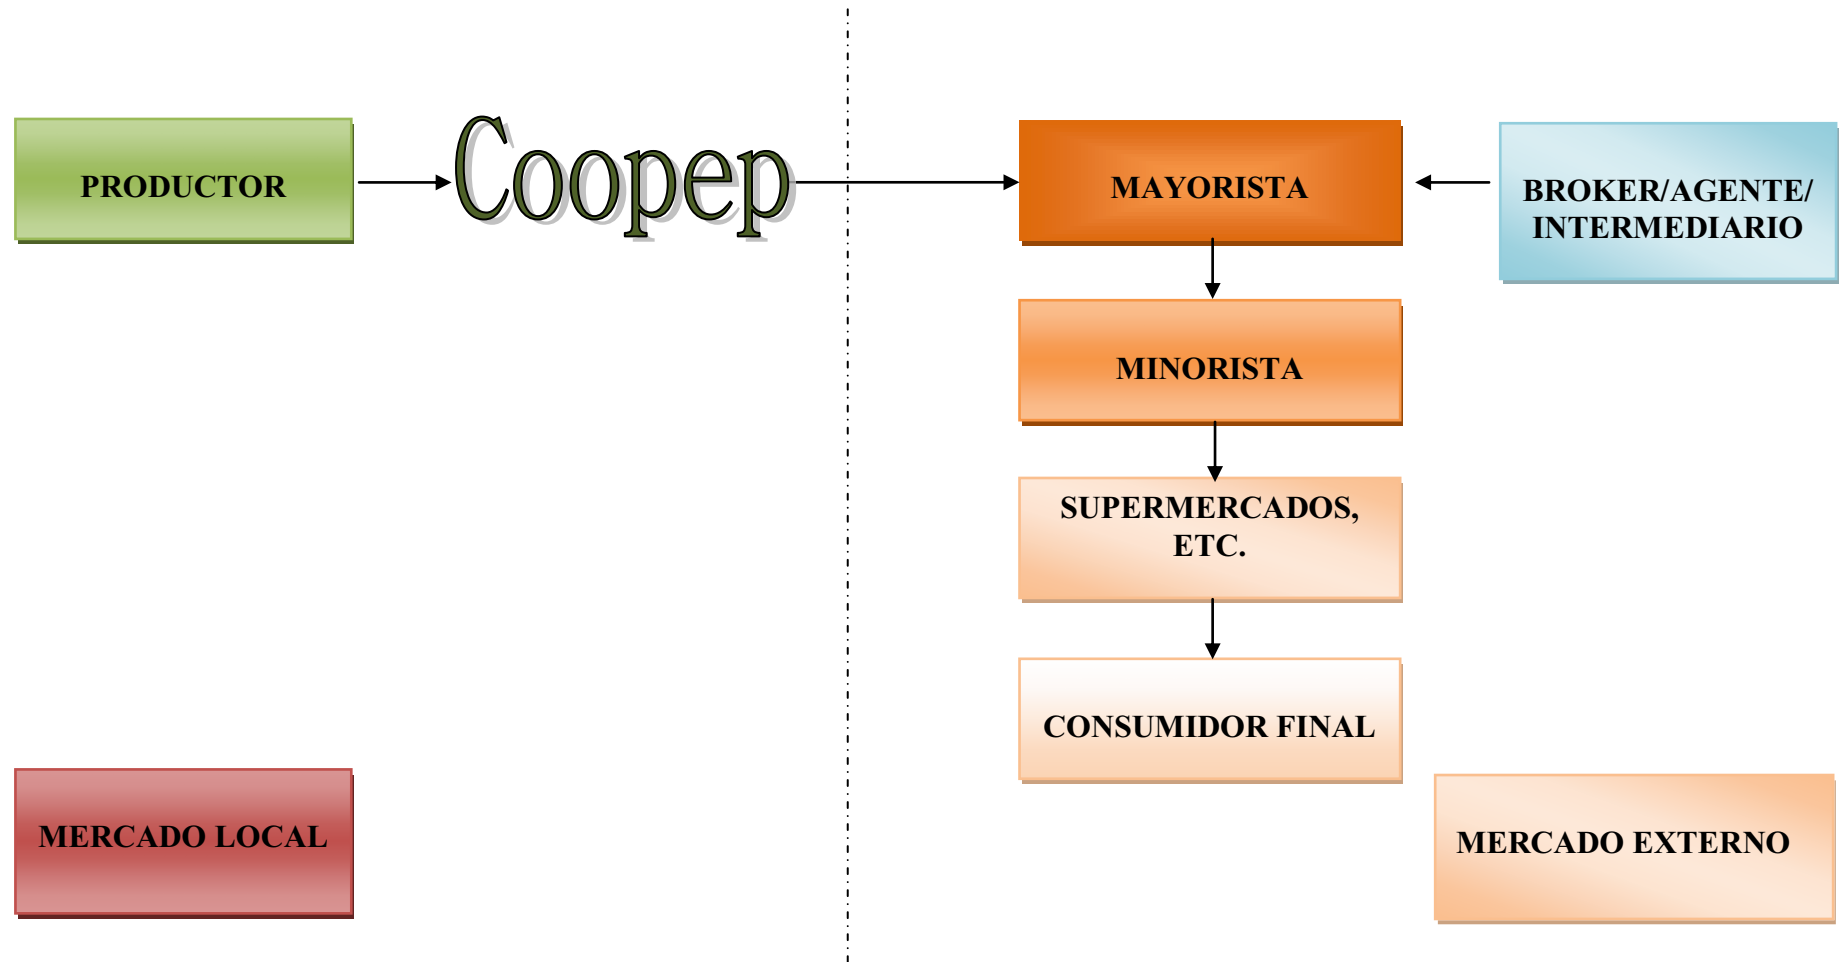 PRODUCTOR
Coopep
MAYORISTA
BROKER/AGENTE/
INTERMEDIARIO
MINORISTA
SUPERMERCADOS,
ETC.
CONSUMIDOR FINAL
MERCADO LOCAL
MERCADO EXTERNO